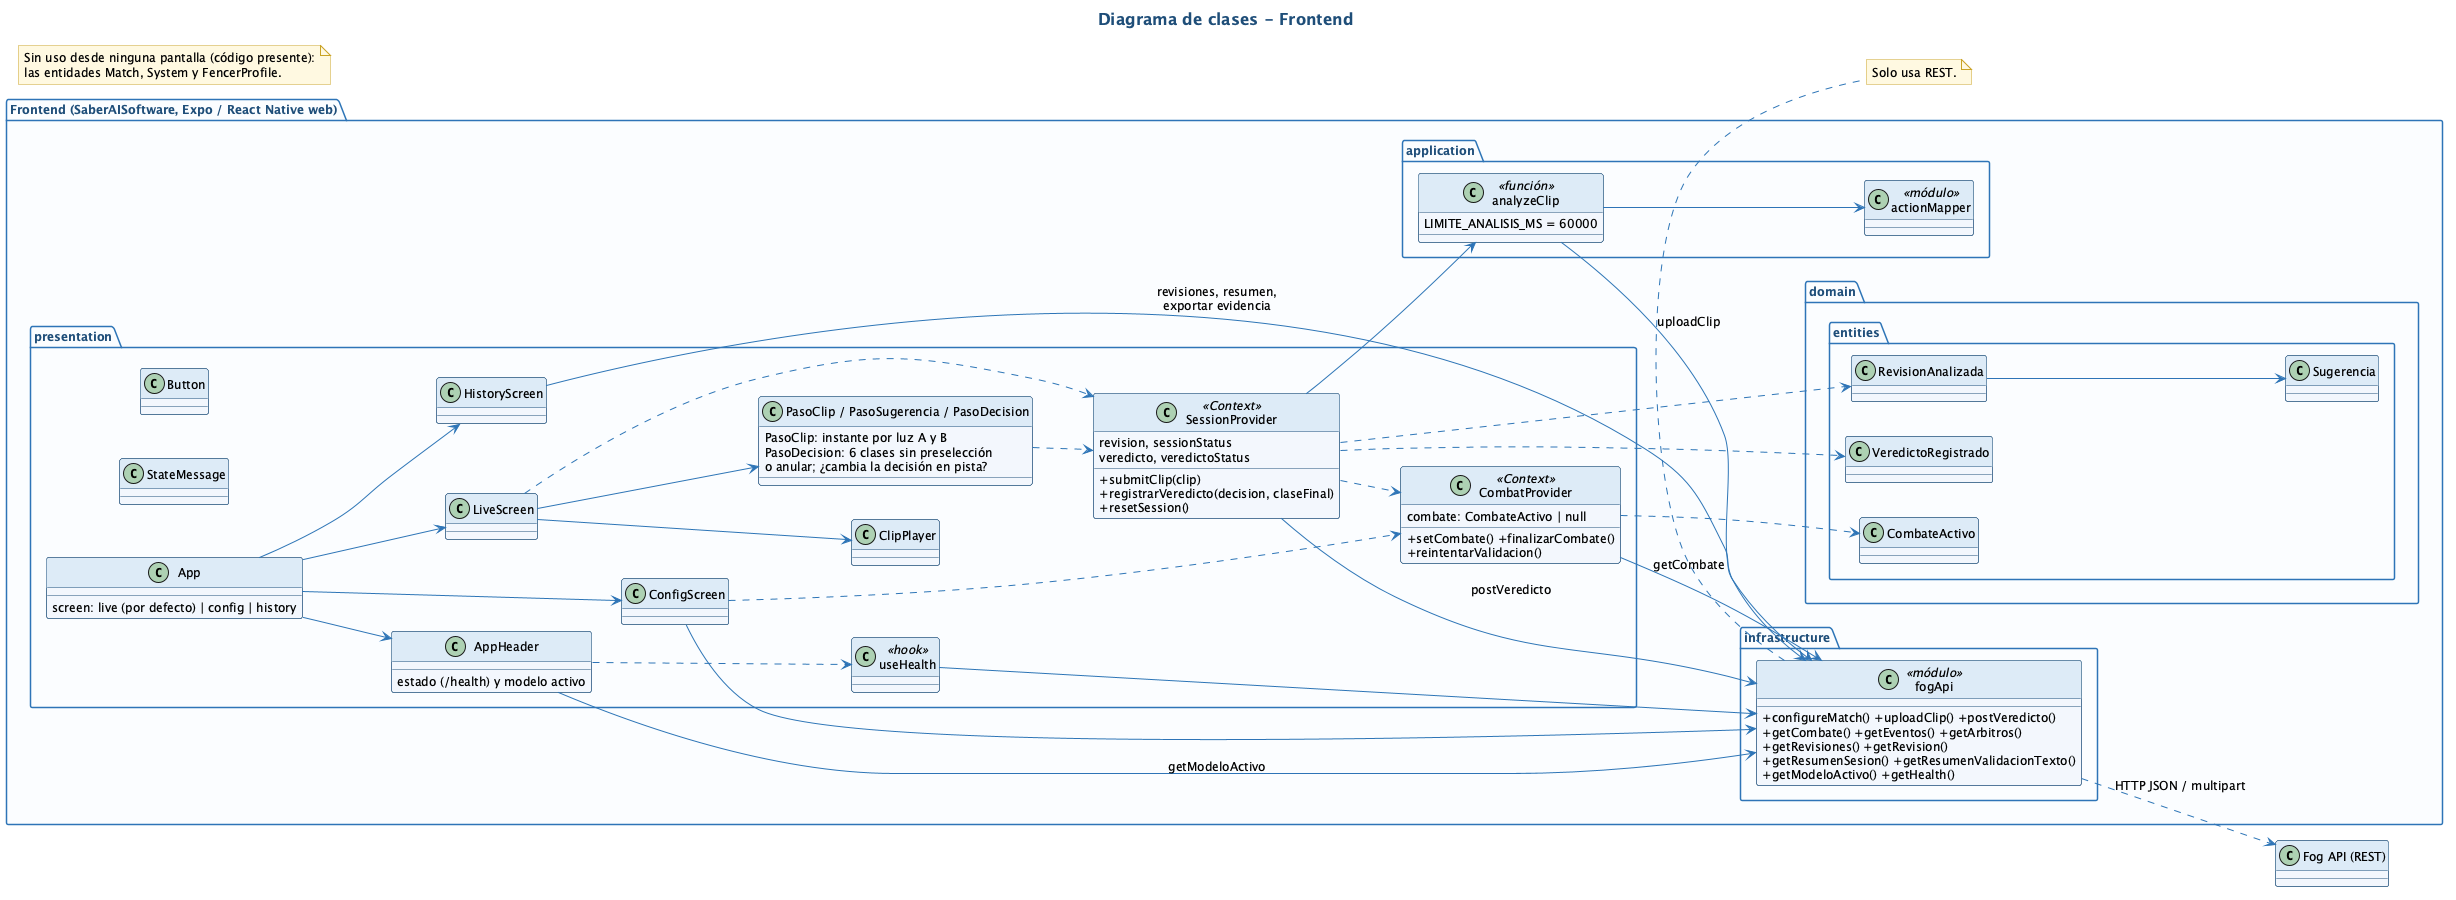 Diagrama de clases – Frontend
Sin uso desde ninguna pantalla (código presente):
las entidades Match, System y FencerProfile.
Solo usa REST.
Frontend (SaberAISoftware, Expo / React Native web)
application
C «función»
analyzeClip
LIMITE_ANALISIS_MS = 60000
C «módulo»
actionMapper
revisiones, resumen,
exportar evidencia
uploadClip
domain
entities
C RevisionAnalizada
C Sugerencia
C VeredictoRegistrado
C CombateActivo
presentation
C Button
C StateMessage
C HistoryScreen
C LiveScreen
C PasoClip / PasoSugerencia / PasoDecision
PasoClip: instante por luz A y B
PasoDecision: 6 clases sin preselección
o anular; ¿cambia la decisión en pista?
C «Context»
SessionProvider
revision, sessionStatus
veredicto, veredictoStatus
+submitClip(clip)
+registrarVeredicto(decision, claseFinal)
+resetSession()
C «Context»
CombatProvider
combate: CombateActivo | null
+setCombate() +finalizarCombate()
+reintentarValidacion()
C ClipPlayer
C App
screen: live (por defecto) | config | history
C ConfigScreen
C AppHeader
estado (/health) y modelo activo
C «hook»
useHealth
getCombate
postVeredicto
getModeloActivo
infrastructure
C «módulo»
fogApi
+configureMatch() +uploadClip() +postVeredicto()
+getCombate() +getEventos() +getArbitros()
+getRevisiones() +getRevision()
+getResumenSesion() +getResumenValidacionTexto()
+getModeloActivo() +getHealth()
HTTP JSON / multipart
C Fog API (REST)